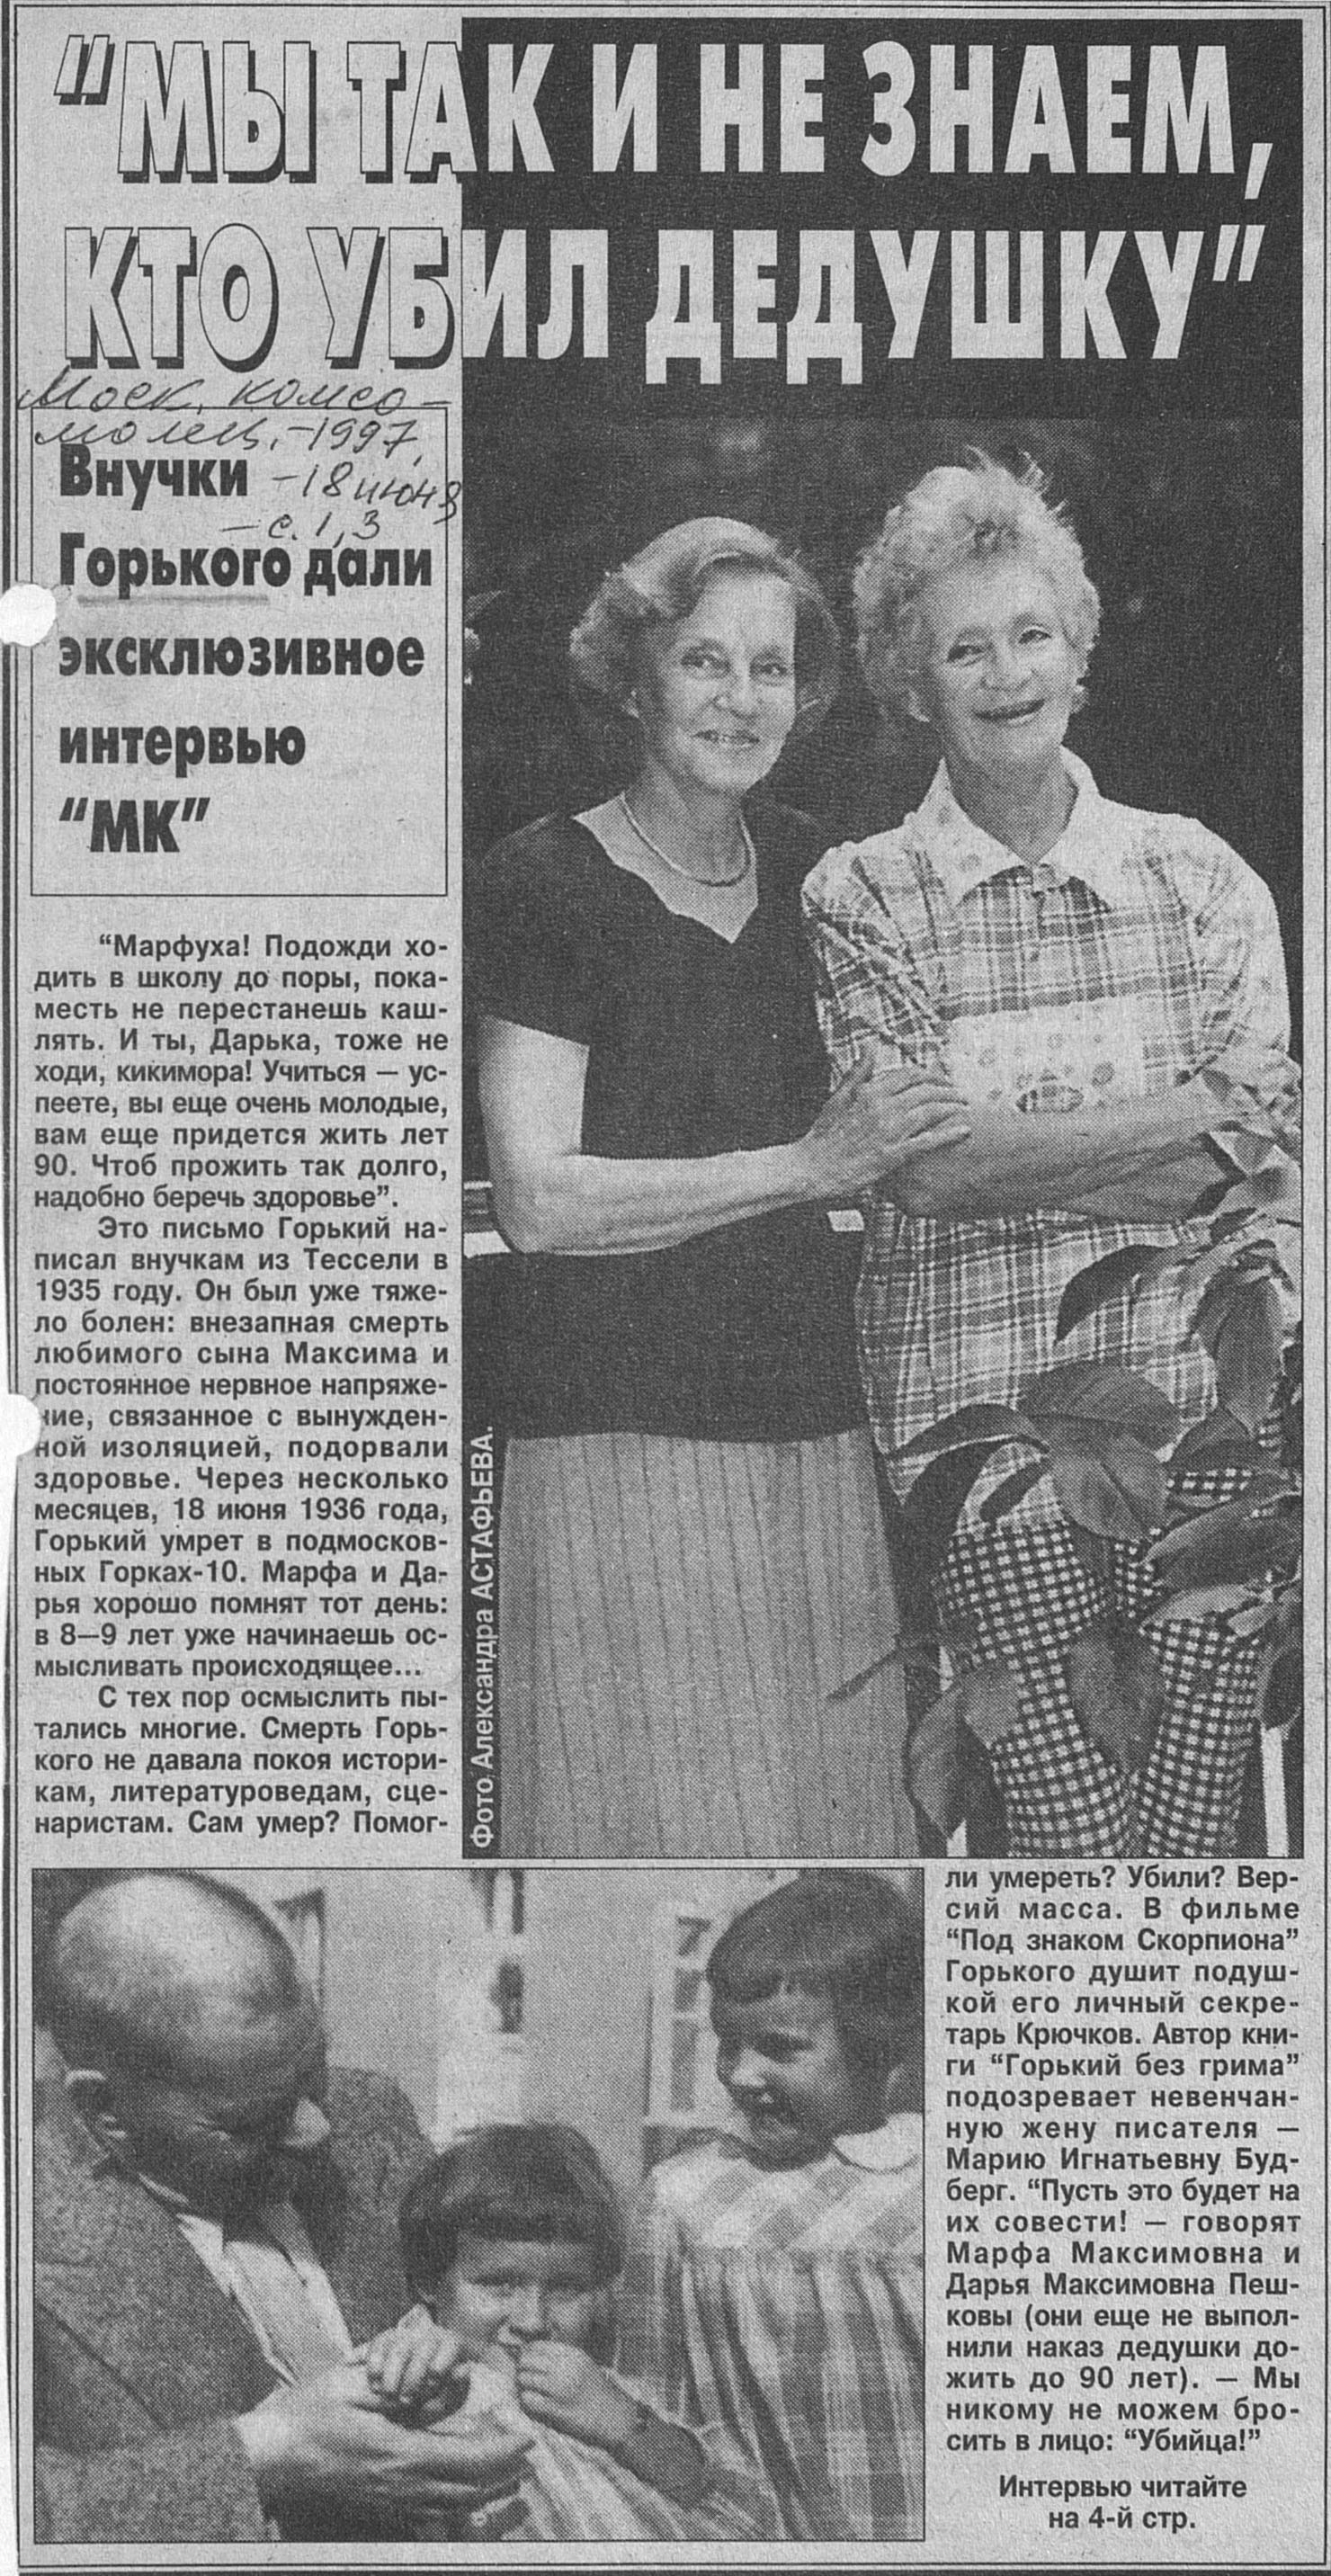 “МЫ ТАК И НЕ ЗНАЕМ,
КТО УБИЛ ДЕДУШКУ”
Моск. комсо-
молец. - 1997,
- 18 июня
- с. 1, 3
Внучки
Горького дали
эксклюзивное
интервью
“МК”
“Марфуха! Подожди хо-
дить в школу до поры, пока-
месть не перестанешь каш-
лять. И ты, Дарька, тоже не
ходи, кикимора! Учиться — ус-
пеете, вы еще очень молодые,
вам еще придется жить лет
90. Чтоб прожить так долго,
надобно беречь здоровье”.
Это письмо Горький на-
писал внучкам из Тессели в
1935 году. Он был уже тяже-
ло болен: внезапная смерть
любимого сына Максима и
постоянное нервное напряже-
ние, связанное с вынужден-
ной изоляцией, подорвали
здоровье. Через несколько
месяцев, 18 июня 1936 года,
Горький умрет в подмосков-
ных Горках-10. Марфа и Да-
рья хорошо помнят тот день:
в 8—9 лет уже начинаешь ос-
мысливать происходящее...
С тех пор осмыслить пы-
тались многие. Смерть Горь-
кого не давала покоя истори-
кам, литературоведам, сце-
наристам. Сам умер? Помог-
Фото Александра АСТАФЬЕВА.
ли умереть? Убили? Вер-
сий масса. В фильме
“Под знаком Скорпиона”
Горького душит подуш-
кой его личный секре-
тарь Крючков. Автор кни-
ги “Горький без грима”
подозревает невенчан-
ную жену писателя —
Марию Игнатьевну Буд-
берг. “Пусть это будет на
их совести! — говорят
Марфа Максимовна и
Дарья Максимовна Пеш-
ковы (они еще не выпол-
нили наказ дедушки до-
жить до 90 лет). — Мы
никому не можем бро-
сить в лицо: “Убийца!”
Интервью читайте
на 4-й стр.